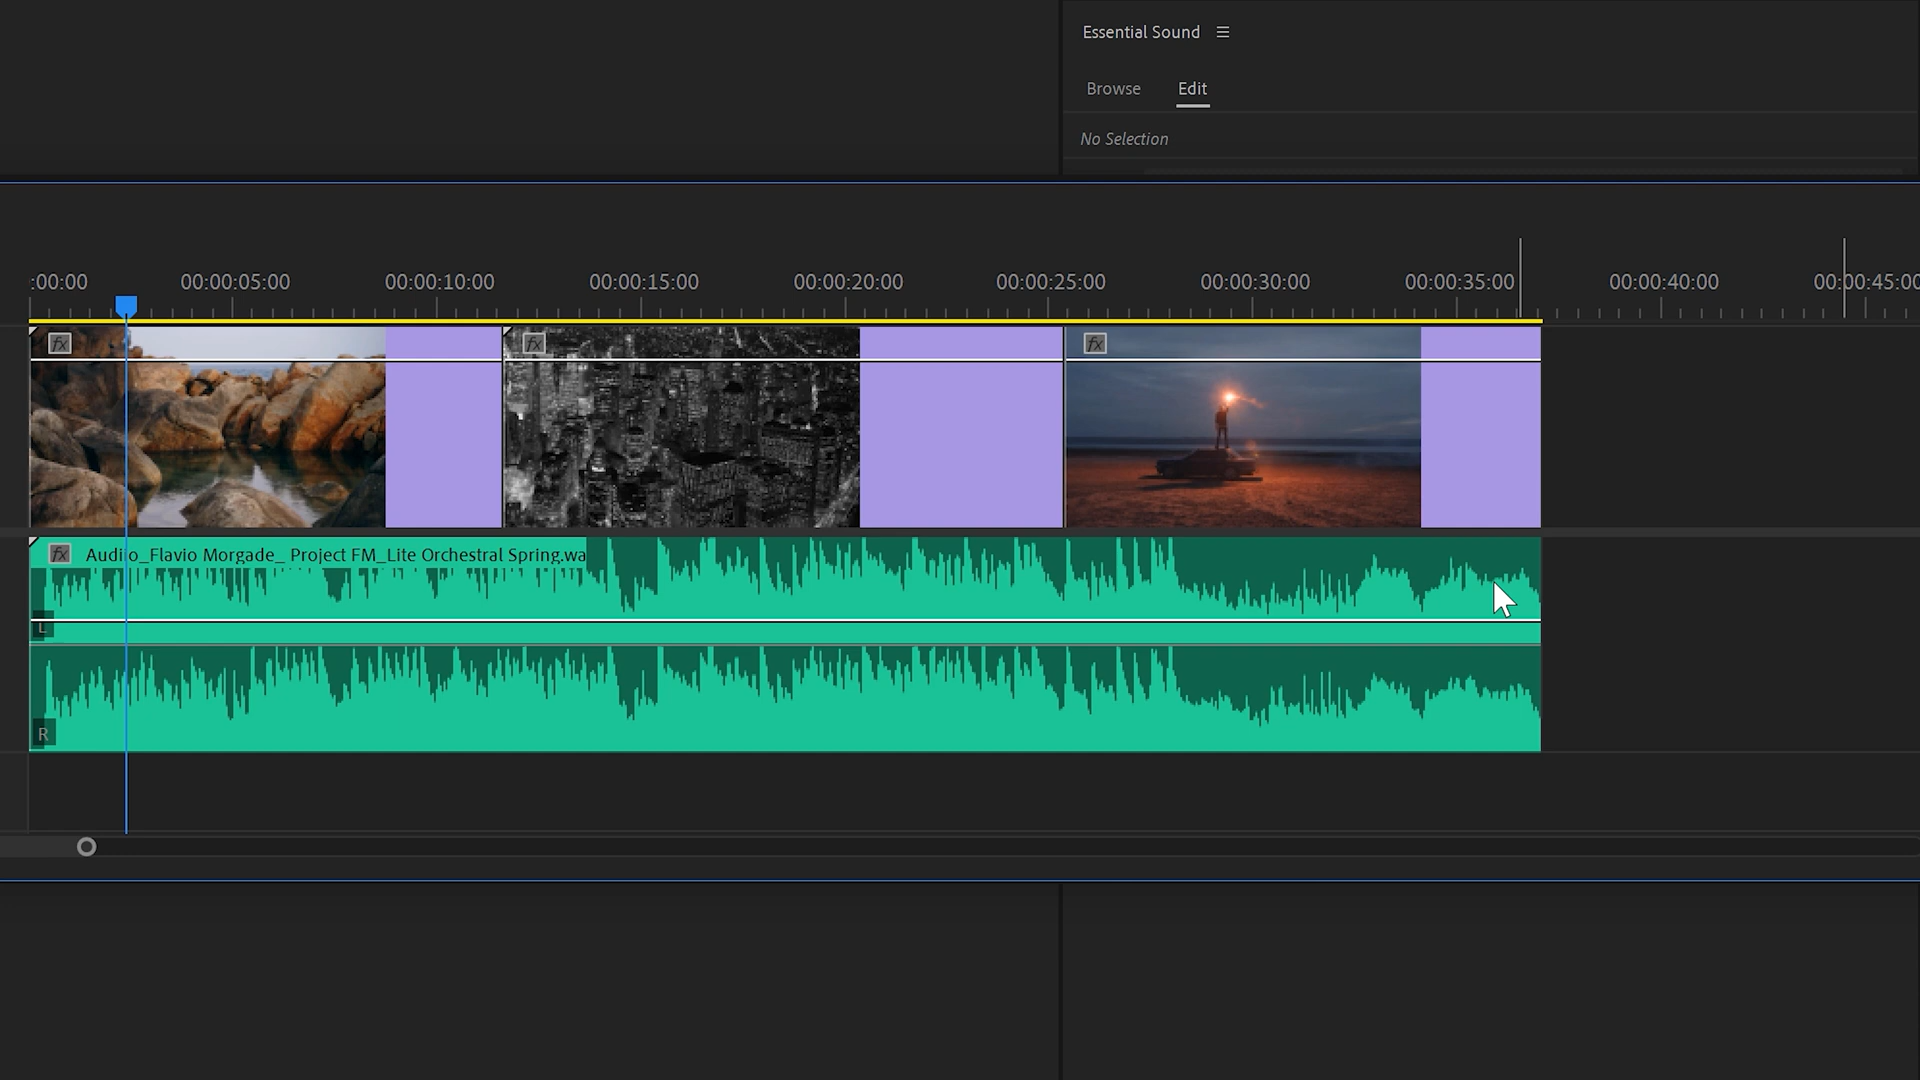 Essential Sound
Browse Edit
No Selection
:00:00 00:00:05:00 00:00:10:00 00:00:15:00 00:00:20:00 00:00:25:00 00:00:30:00 00:00:35:00 00:00:40:00 00:00:45:00
fx fx fx
fx Audiio_Flavio Morgade_ Project FM_Lite Orchestral Spring.wa
L
R